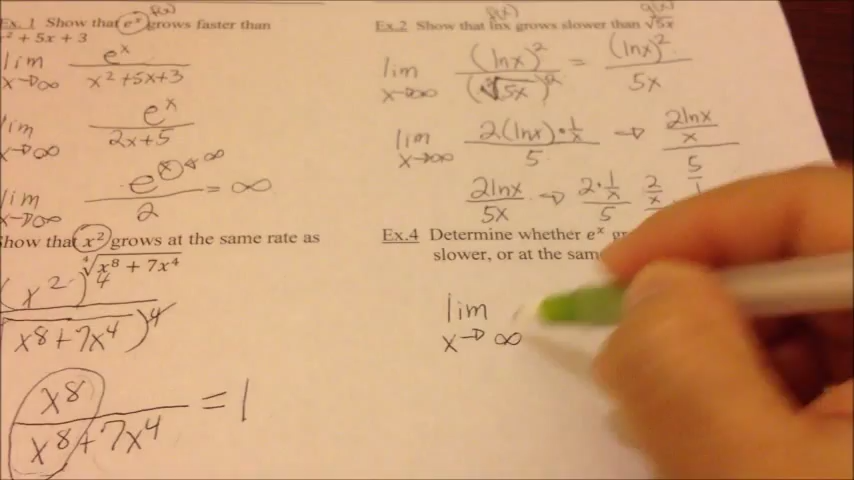 f(x)
Ex. 1 Show that e^x grows faster than
x² + 5x + 3
lim x→∞ e^x / (x² + 5x + 3)
lim x→∞ e^x / (2x + 5)
lim x→∞ e^x / 2 = ∞
∞
Show that x² grows at the same rate as
⁴√(x⁸ + 7x⁴)
(x²)⁴ / (x⁸ + 7x⁴)⁴
x⁸ / (x⁸ + 7x⁴) = 1
f(x) g(x)
Ex.2 Show that lnx grows slower than √5x
lim x→∞ (lnx)² / (√5x)² = (lnx)² / 5x
lim x→∞ 2(lnx)·1/x / 5 → 2lnx/x / 5/1
2lnx / 5x → 2·1/x / 5 2/x
Ex.4 Determine whether e^x
slower, or at the same
lim x→∞